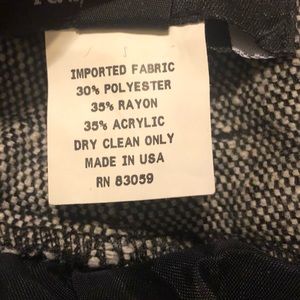 S
IMPORTED FABRIC
30% POLYESTER
35% RAYON
35% ACRYLIC
DRY CLEAN ONLY
MADE IN USA
RN 83059